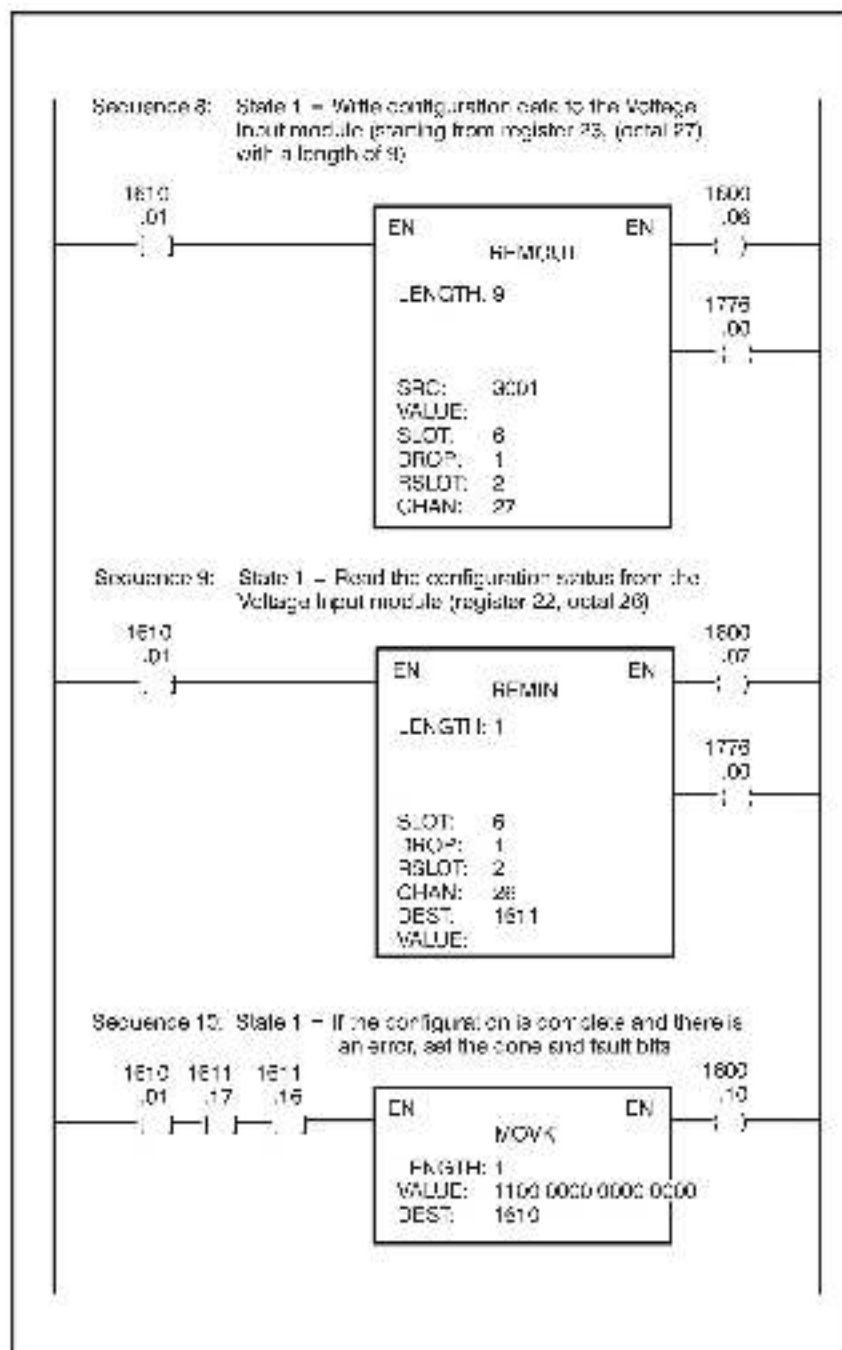 Sequence 8: State 1 – Write configuration data to the Voltage
Input module (starting from register 23, (octal 27)
with a length of 9)
1610
.01
EN
EN
REMOUT
LENGTH: 9
SRC: 3001
VALUE:
SLOT: 6
DROP: 1
RSLOT: 2
CHAN: 27
1600
.06
1776
.00
Sequence 9: State 1 – Read the configuration status from the
Voltage Input module (register 22, octal 26)
1610
.01
EN
EN
REMIN
LENGTH: 1
SLOT: 6
DROP: 1
RSLOT: 2
CHAN: 26
DEST: 1611
VALUE:
1600
.07
1776
.00
Sequence 10: State 1 – If the configuration is complete and there is
an error, set the done and fault bits
1610 1611 1611
.01 .17 .16
EN
EN
MOVK
LENGTH: 1
VALUE: 1100 0000 0000 0000
DEST: 1610
1600
.10